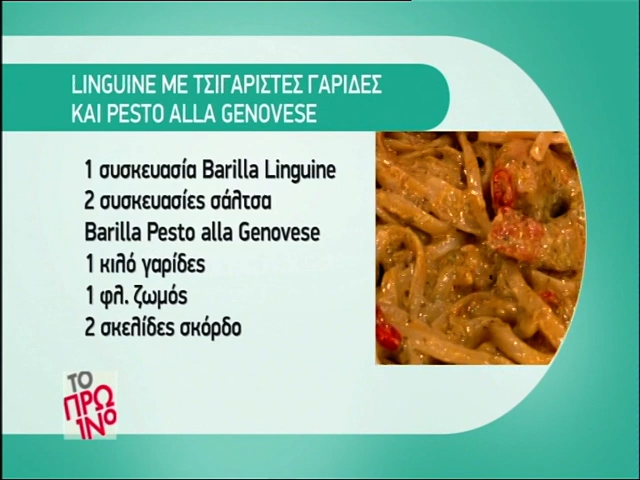 LINGUINE ΜΕ ΤΣΙΓΑΡΙΣΤΕΣ ΓΑΡΙΔΕΣ
ΚΑΙ PESTO ALLA GENOVESE
1 συσκευασία Barilla Linguine
2 συσκευασίες σάλτσα
Barilla Pesto alla Genovese
1 κιλό γαρίδες
1 φλ. ζωμός
2 σκελίδες σκόρδο
ΤΟ
ΠΡΩ
ΙΝΟ